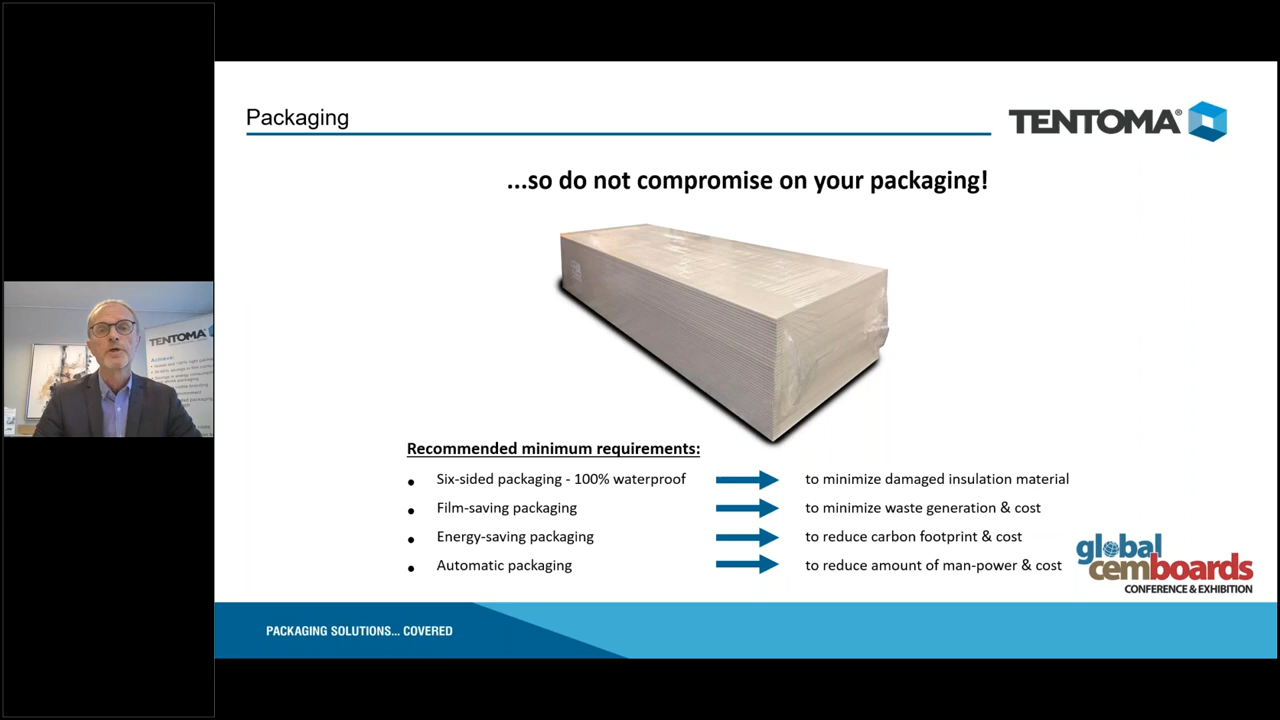 Packaging
TENTOMA®
...so do not compromise on your packaging!
Recommended minimum requirements:
• Six-sided packaging - 100% waterproof to minimize damaged insulation material
• Film-saving packaging to minimize waste generation & cost
• Energy-saving packaging to reduce carbon footprint & cost
• Automatic packaging to reduce amount of man-power & cost
global
cemboards
CONFERENCE & EXHIBITION
PACKAGING SOLUTIONS... COVERED
TENTOMA®
Achieve: